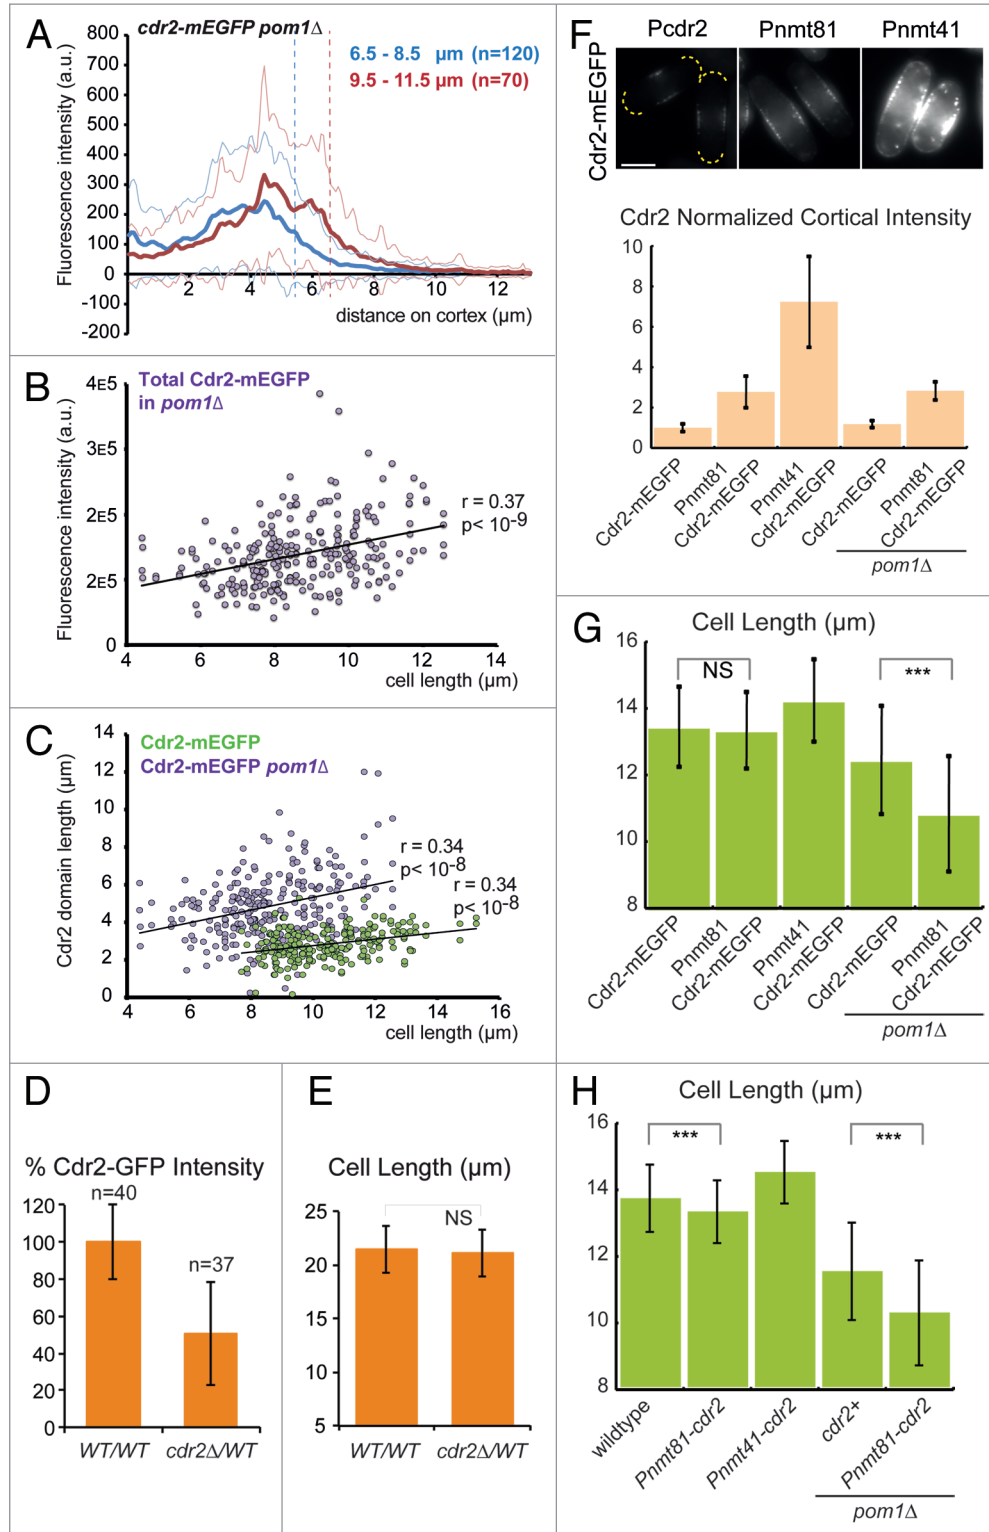 A
cdr2-mEGFP pom1Δ
6.5 - 8.5 µm (n=120)
9.5 - 11.5 µm (n=70)
Fluorescence intensity (a.u.)
800
700
600
500
400
300
200
100
0
-100
-200
2
4
6
8
10
12
distance on cortex (µm)
B
Total Cdr2-mEGFP
in pom1Δ
Fluorescence intensity (a.u.)
4E5
3E5
2E5
2E5
0
r = 0.37
p< 10-9
4
6
8
10
12
14
cell length (µm)
C
Cdr2-mEGFP
Cdr2-mEGFP pom1Δ
Cdr2 domain length (µm)
14
12
10
8
6
4
2
0
r = 0.34
p< 10-8
r = 0.34
p< 10-8
4
6
8
10
12
14
16
cell length (µm)
D
% Cdr2-GFP Intensity
n=40
n=37
120
100
80
60
40
20
0
WT/WT
cdr2Δ/WT
E
Cell Length (µm)
NS
25
20
15
10
5
WT/WT
cdr2Δ/WT
F
Pcdr2
Pnmt81
Pnmt41
Cdr2-mEGFP
Cdr2 Normalized Cortical Intensity
10
8
6
4
2
0
Cdr2-mEGFP
Pnmt81
Cdr2-mEGFP
Pnmt41
Cdr2-mEGFP
Cdr2-mEGFP
Pnmt81
Cdr2-mEGFP
pom1Δ
G
Cell Length (µm)
NS
***
16
14
12
10
8
Cdr2-mEGFP
Pnmt81
Cdr2-mEGFP
Pnmt41
Cdr2-mEGFP
Cdr2-mEGFP
Pnmt81
Cdr2-mEGFP
pom1Δ
H
Cell Length (µm)
***
***
16
14
12
10
8
wildtype
Pnmt81-cdr2
Pnmt41-cdr2
cdr2+
Pnmt81-cdr2
pom1Δ